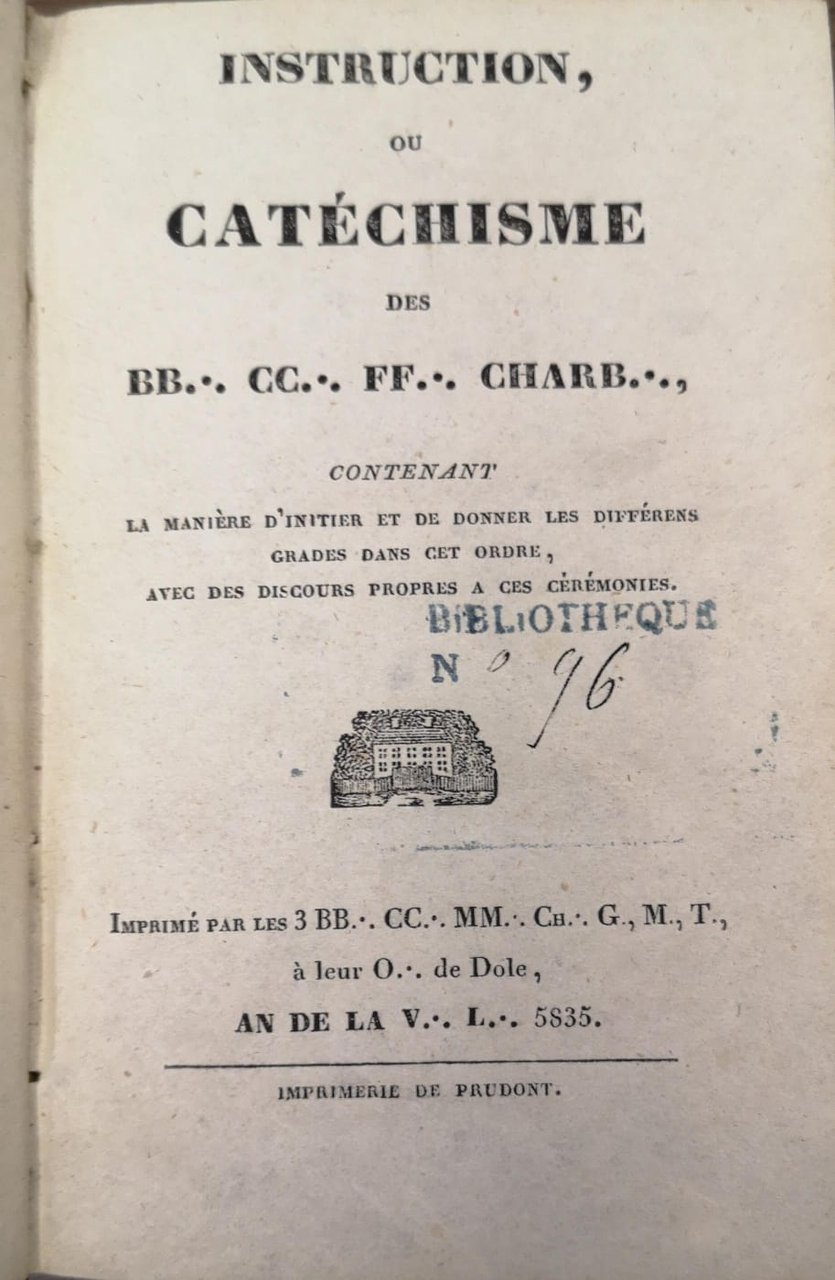 INSTRUCTION,
OU
CATÉCHISME
DES
BB.·. CC.·. FF.·. CHARB.·.,
CONTENANT
LA MANIÈRE D'INITIER ET DE DONNER LES DIFFÉRENS
GRADES DANS CET ORDRE,
AVEC DES DISCOURS PROPRES A CES CÉRÉMONIES.
BIBLIOTHEQUE
N° 96
IMPRIMÉ PAR LES 3 BB.·. CC.·. MM.·. CH.·. G., M., T.,
à leur O.·. de Dole,
AN DE LA V.·. L.·. 5835.
IMPRIMERIE DE PRUDONT.